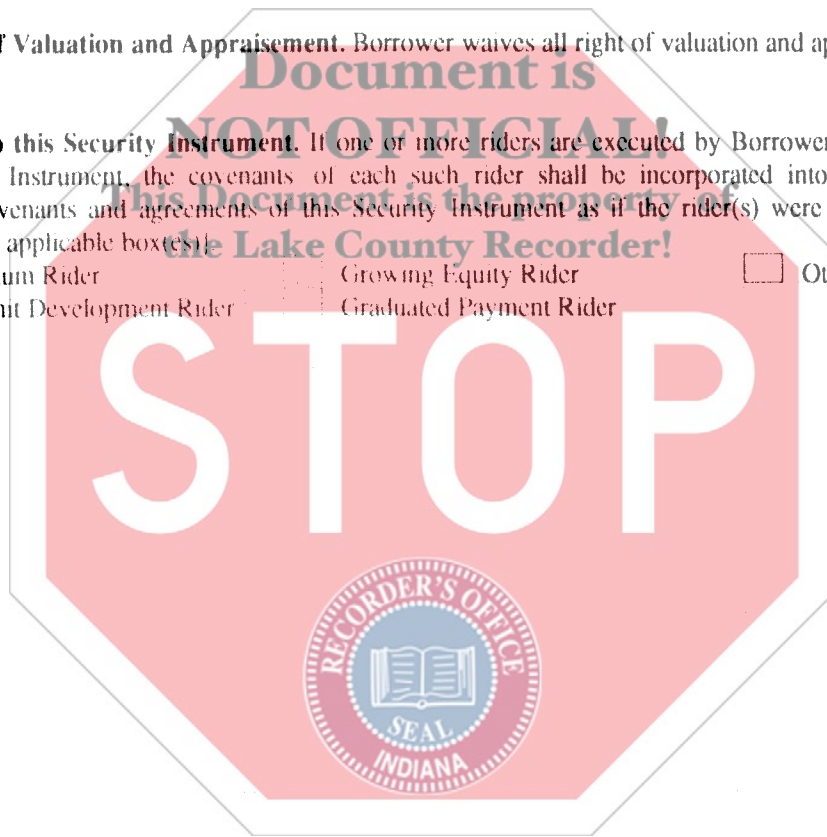 f Valuation and Appraisement. Borrower waives all right of valuation and ap
Document is
NOT OFFICIAL!
o this Security Instrument. If one or more riders are executed by Borrower
Instrument, the covenants of each such rider shall be incorporated into
This Document is the property of
venants and agreements of this Security Instrument as if the rider(s) were
the Lake County Recorder!
applicable box(es)]
um Rider Growing Equity Rider Ot
nit Development Rider Graduated Payment Rider
STOP
RECORDER'S OFFICE
SEAL
INDIANA